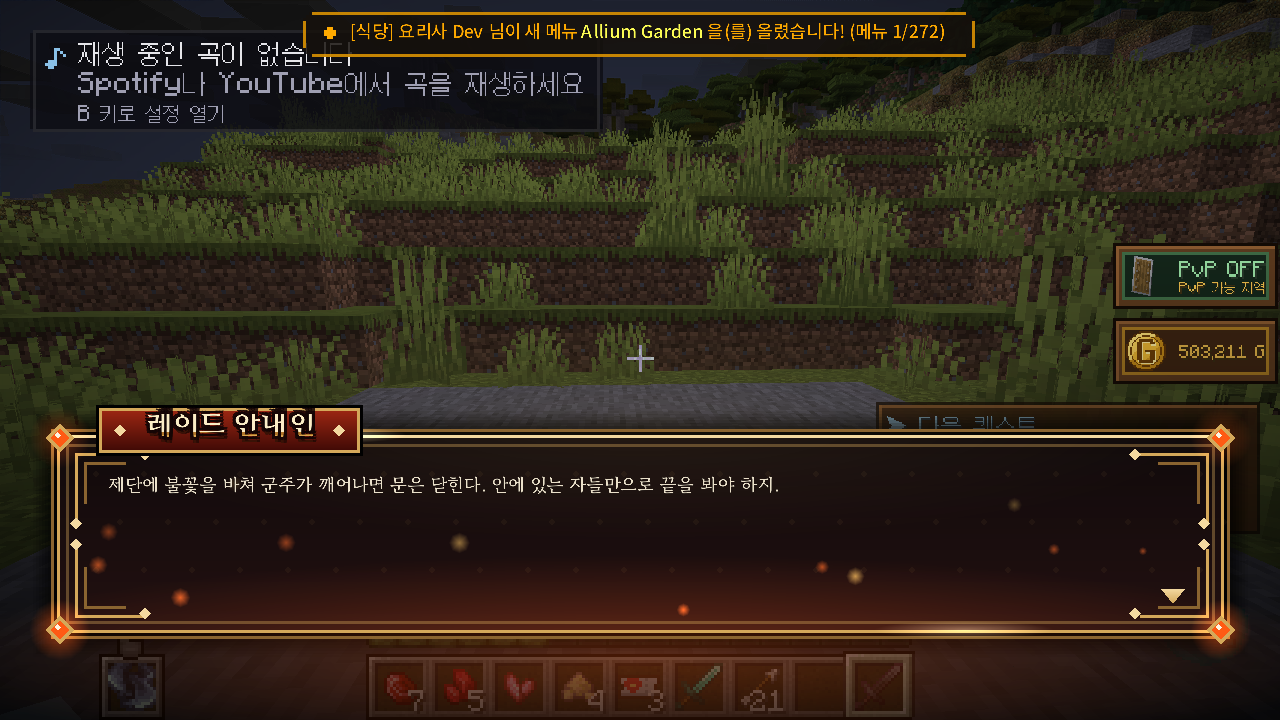 [식당] 요리사 Dev 님이 새 메뉴 Allium Garden 을(를) 올렸습니다! (메뉴 1/272)
재생 중인 곡이 없습니다
Spotify나 YouTube에서 곡을 재생하세요
B 키로 설정 열기
PvP OFF
PvP 가능 지역
G
503,211 G
레이드 안내인
다음 퀘스트
제단에 불꽃을 바쳐 군주가 깨어나면 문은 닫힌다. 안에 있는 자들만으로 끝을 봐야 하지.
7 5 4 3 21